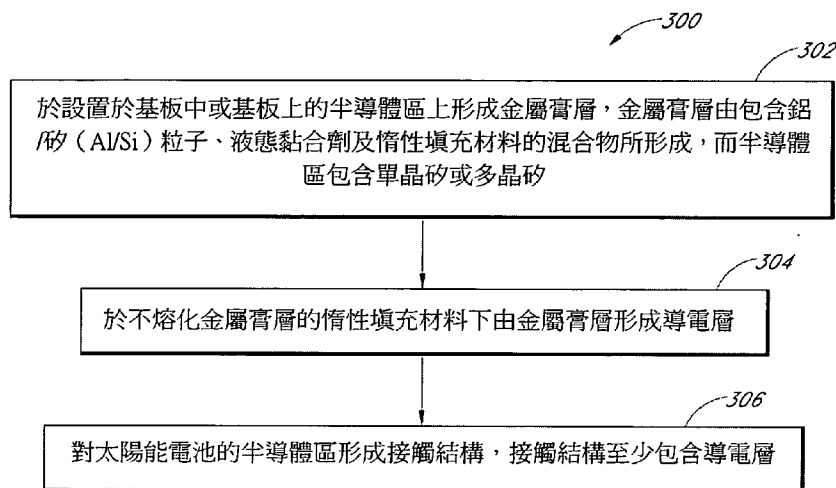 300
302
於設置於基板中或基板上的半導體區上形成金屬膏層，金屬膏層由包含鋁
/矽（Al/Si）粒子、液態黏合劑及惰性填充材料的混合物所形成，而半導體
區包含單晶矽或多晶矽
304
於不熔化金屬膏層的惰性填充材料下由金屬膏層形成導電層
306
對太陽能電池的半導體區形成接觸結構，接觸結構至少包含導電層